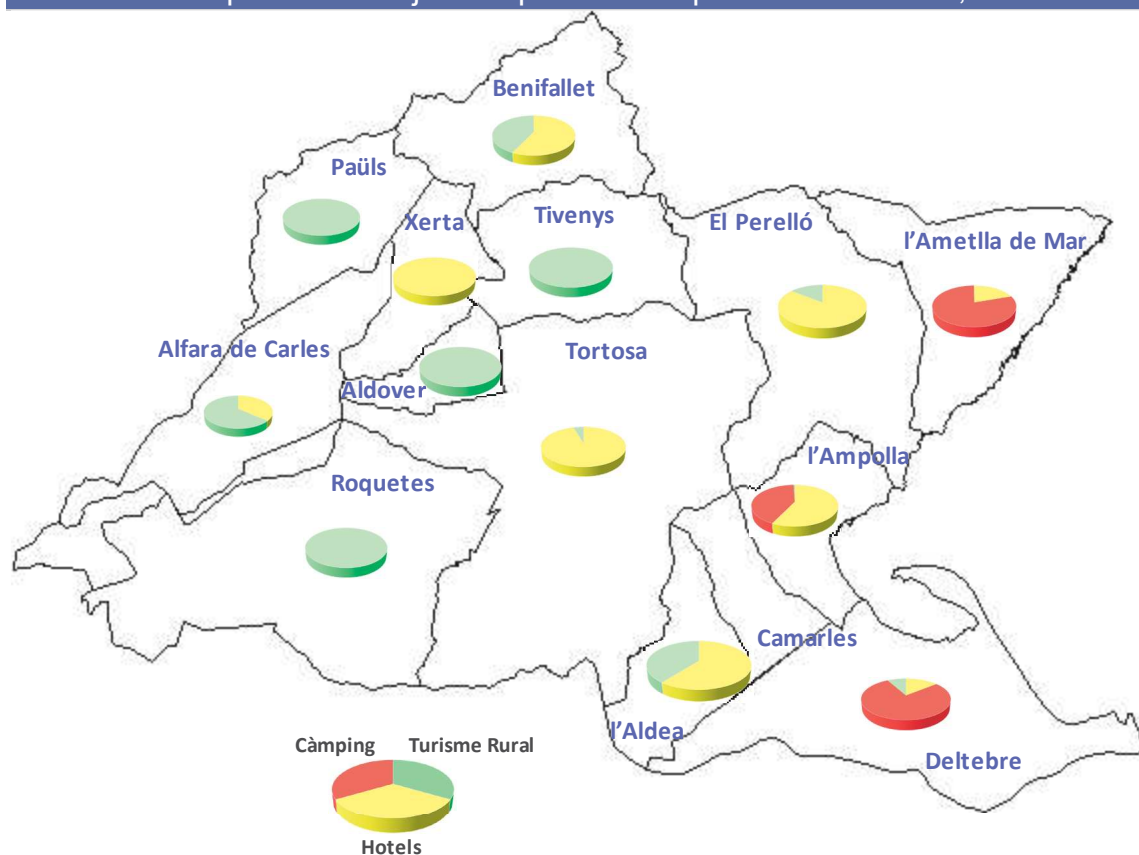 Benifallet
Paüls
Xerta
Tivenys
El Perelló
l'Ametlla de Mar
Alfara de Carles
Tortosa
Aldover
l'Ampolla
Roquetes
Camarles
l'Aldea
Deltebre
Càmping
Turisme Rural
Hotels